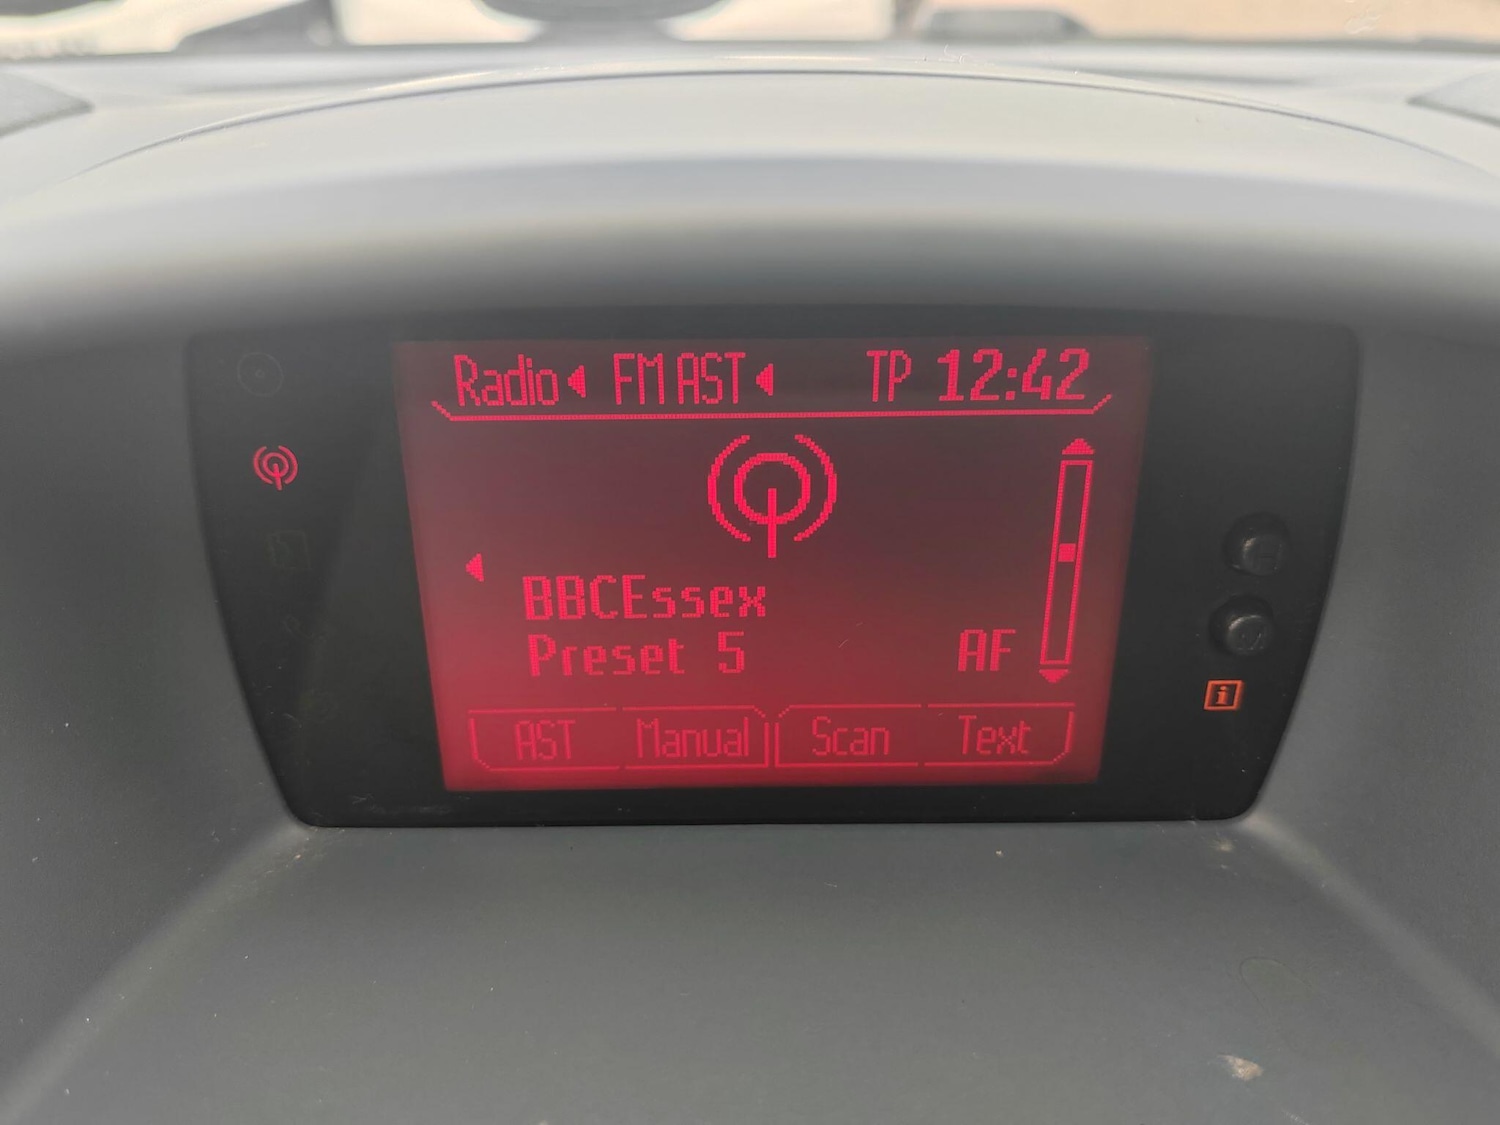 Radio FM AST TP 12:42
BBCEssex
Preset 5 AF
AST Manual Scan Text
H
M
i